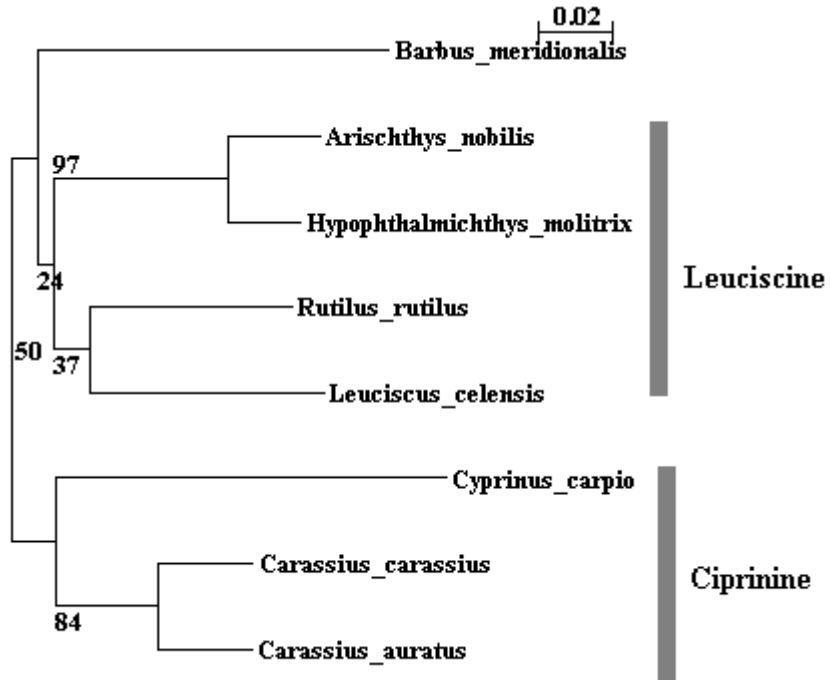 0.02
Barbus_meridionalis
Arischthys_nobilis
97
Hypophthalmichthys_molitrix
24
Leuciscine
Rutilus_rutilus
50
37
Leuciscus_celensis
Cyprinus_carpio
Carassius_carassius
Ciprinine
84
Carassius_auratus